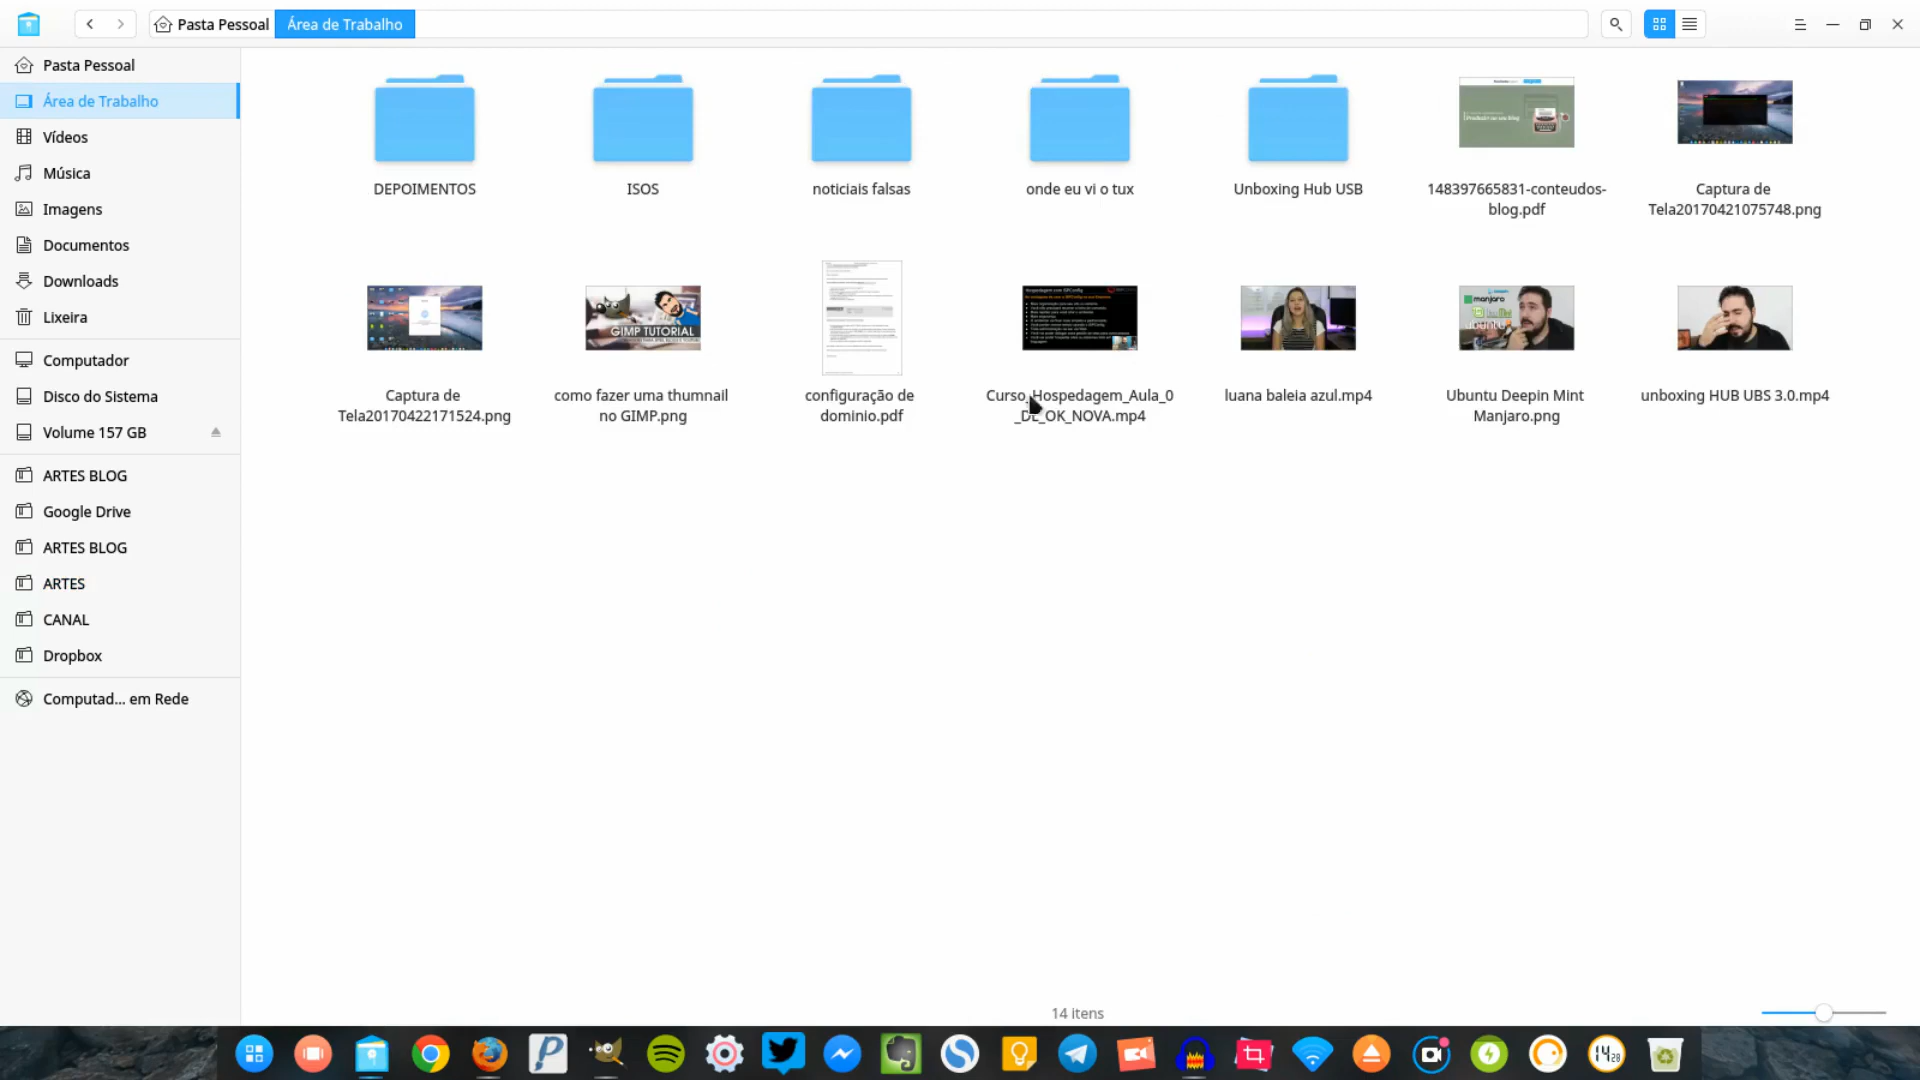 Pasta Pessoal
Área de Trabalho
Pasta Pessoal
Área de Trabalho
Vídeos
Música
Imagens
Documentos
Downloads
Lixeira
Computador
Disco do Sistema
Volume 157 GB
ARTES BLOG
Google Drive
ARTES BLOG
ARTES
CANAL
Dropbox
Computad... em Rede
DEPOIMENTOS
ISOS
noticiais falsas
onde eu vi o tux
Unboxing Hub USB
148397665831-conteudos-
blog.pdf
Captura de
Tela20170421075748.png
GIMP TUTORIAL
manjaro
ubuntu
Captura de
Tela20170422171524.png
como fazer uma thumnail
no GIMP.png
configuração de
dominio.pdf
Curso_Hospedagem_Aula_0
_DE_OK_NOVA.mp4
luana baleia azul.mp4
Ubuntu Deepin Mint
Manjaro.png
unboxing HUB UBS 3.0.mp4
14 itens
14 28